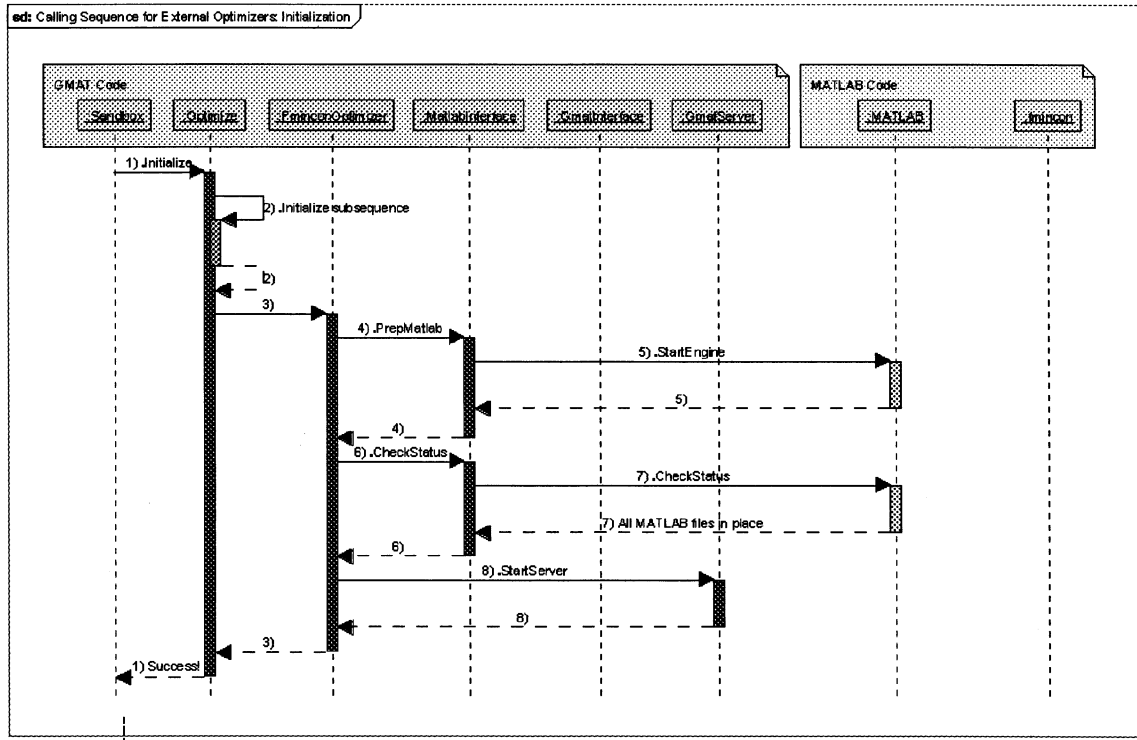 sd: Calling Sequence for External Optimizers: Initialization
GMAT Code
MATLAB Code
.Sandbox
.Optimize
.FminconOptimizer
.MatlabInterface
.GmatInterface
.GmatServer
.MATLAB
.fmincon
1) .Initialize
2) .Initialize subsequence
2)
3)
4) .PrepMatlab
5) .StartEngine
5)
4)
6) .CheckStatus
7) .CheckStatus
7) All MATLAB files in place
6)
8) .StartServer
8)
3)
1) Success!